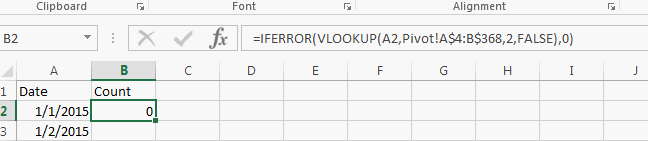 Clipboard Font Alignment
B2 fx =IFERROR(VLOOKUP(A2,Pivot!A$4:B$368,2,FALSE),0)
A B C D E F G H I J
1 Date Count
2 1/1/2015 0
3 1/2/2015